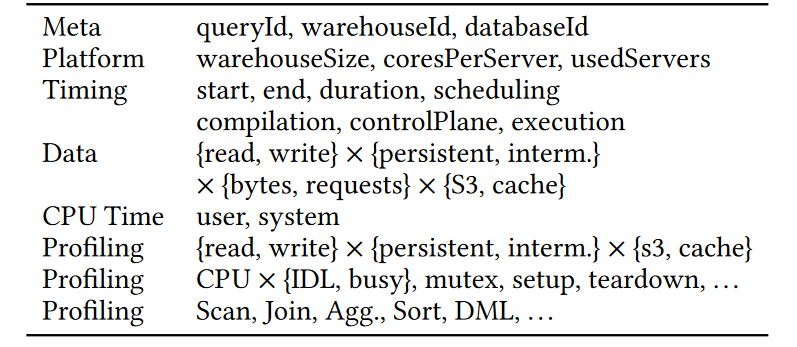 Meta queryId, warehouseId, databaseId
Platform warehouseSize, coresPerServer, usedServers
Timing start, end, duration, scheduling
compilation, controlPlane, execution
Data {read, write} × {persistent, interm.}
× {bytes, requests} × {S3, cache}
CPU Time user, system
Profiling {read, write} × {persistent, interm.} × {s3, cache}
Profiling CPU × {IDL, busy}, mutex, setup, teardown, …
Profiling Scan, Join, Agg., Sort, DML, …